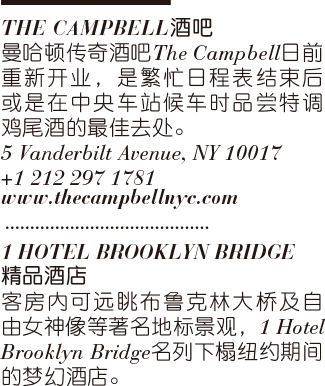 THE CAMPBELL酒吧
曼哈顿传奇酒吧The Campbell日前
重新开业，是繁忙日程表结束后
或是在中央车站候车时品尝特调
鸡尾酒的最佳去处。
5 Vanderbilt Avenue, NY 10017
+1 212 297 1781
www.thecampbellnyc.com
1 HOTEL BROOKLYN BRIDGE
精品酒店
客房内可远眺布鲁克林大桥及自
由女神像等著名地标景观，1 Hotel
Brooklyn Bridge名列下榻纽约期间
的梦幻酒店。